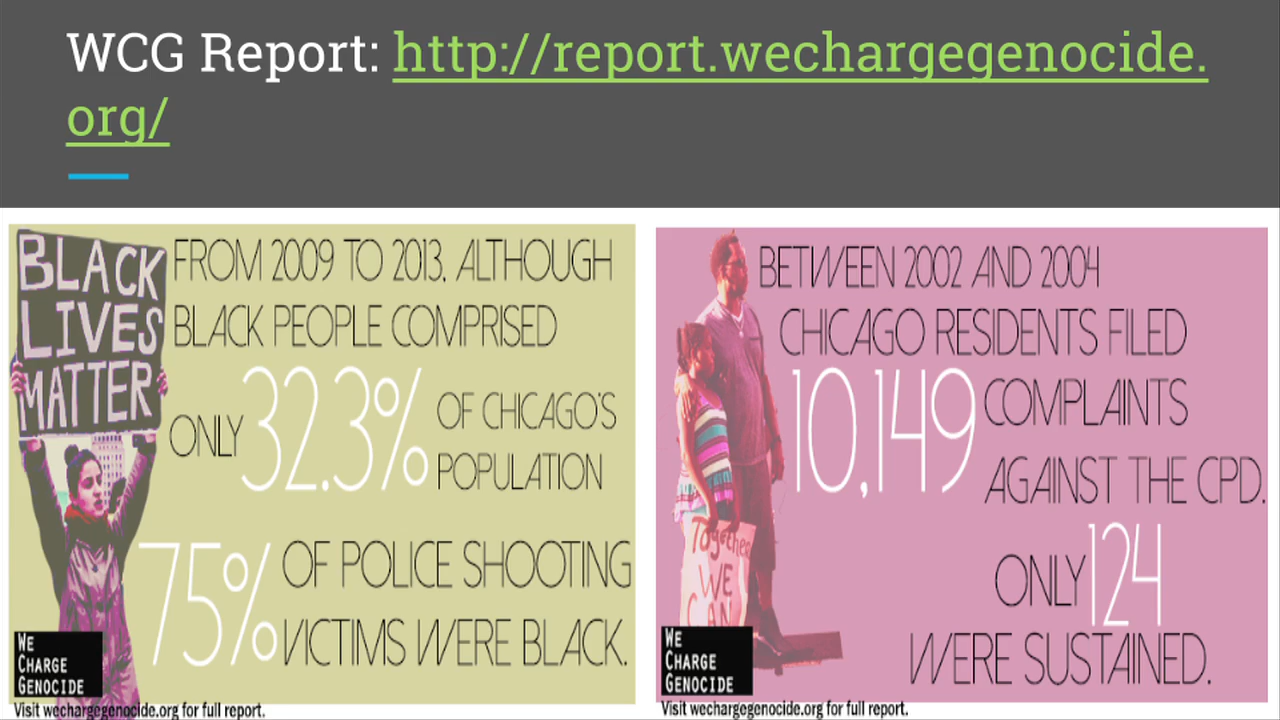 WCG Report: http://report.wechargegenocide.
org/
BLACK
LIVES
MATTER
FROM 2009 TO 2013, ALTHOUGH
BLACK PEOPLE COMPRISED
ONLY 32.3% OF CHICAGO'S
POPULATION
75% OF POLICE SHOOTING
VICTIMS WERE BLACK.
WE
CHARGE
GENOCIDE
Visit wechargegenocide.org for full report.
BETWEEN 2002 AND 2004
CHICAGO RESIDENTS FILED
10,149 COMPLAINTS
AGAINST THE CPD.
ONLY 124
WERE SUSTAINED.
Together
WE
CAN
WE
CHARGE
GENOCIDE
Visit wechargegenocide.org for full report.